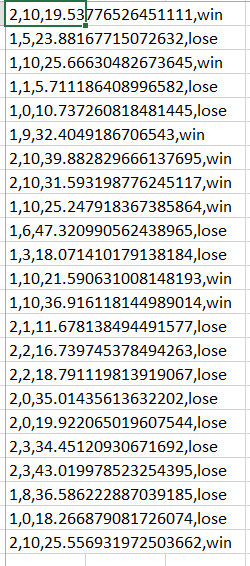 2,10,19.53776526451111,win
1,5,23.88167715072632,lose
1,10,25.66630482673645,win
1,1,5.711186408996582,lose
1,0,10.737260818481445,lose
1,9,32.4049186706543,win
2,10,39.882829666137695,win
2,10,31.593198776245117,win
1,10,25.247918367385864,win
1,6,47.320990562438965,lose
1,3,18.071410179138184,lose
1,10,21.590631008148193,win
1,10,36.916118144989014,win
2,1,11.678138494491577,lose
2,2,16.739745378494263,lose
2,2,18.791119813919067,lose
2,0,35.01435613632202,lose
2,0,19.922065019607544,lose
2,3,34.45120930671692,lose
2,3,43.019978523254395,lose
1,8,36.586222887039185,lose
1,0,18.266879081726074,lose
2,10,25.556931972503662,win